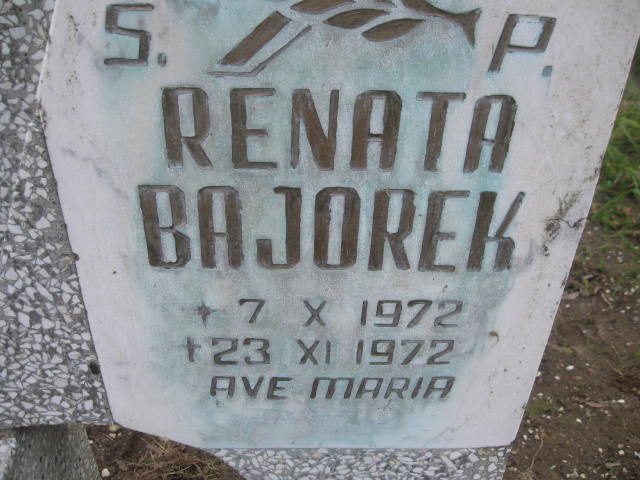 S. P.
RENATA
BAJOREK
* 7 X 1972
+23 XI 1972
AVE MARIA